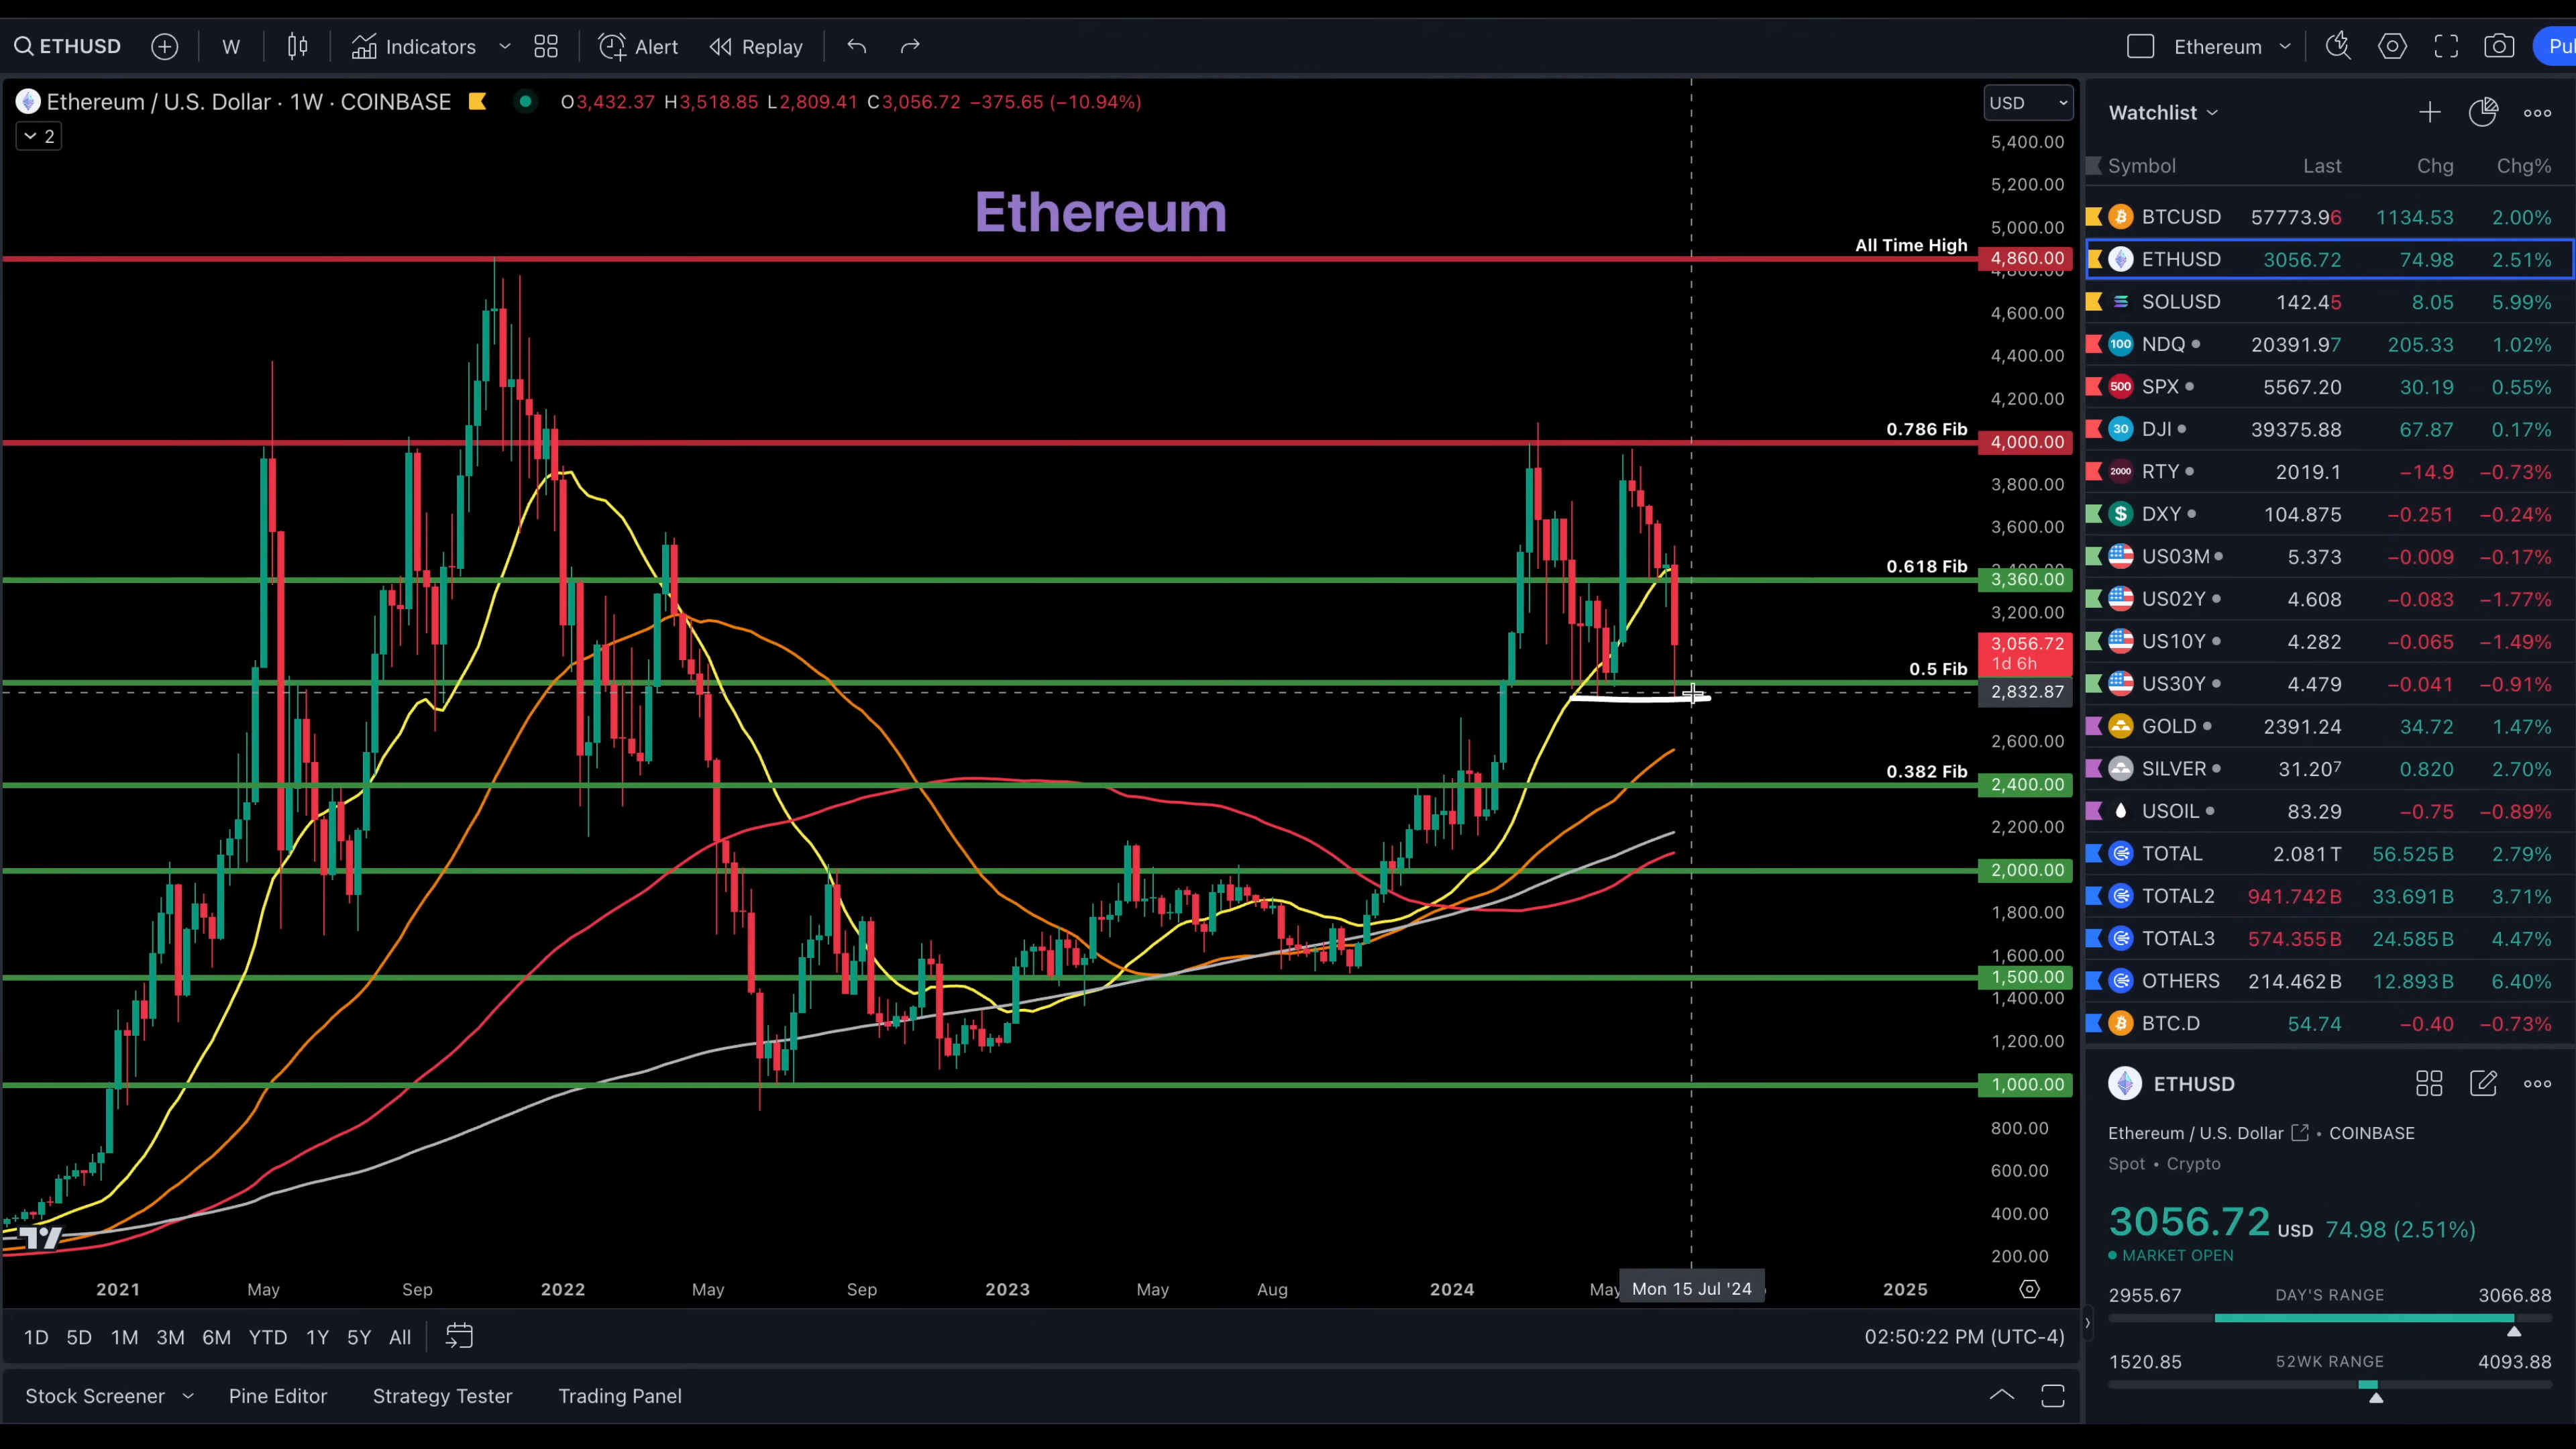 ETHUSD W Indicators Alert Replay Ethereum
Ethereum / U.S. Dollar · 1W · COINBASE O3,432.37 H3,518.85 L2,809.41 C3,056.72 −375.65 (−10.94%)
2
USD
Ethereum
5,400.00
5,200.00
5,000.00
All Time High 4,860.00
4,600.00
4,400.00
4,200.00
0.786 Fib 4,000.00
3,800.00
3,600.00
0.618 Fib 3,360.00
3,200.00
3,056.72
1d 6h
0.5 Fib
2,832.87
2,600.00
0.382 Fib 2,400.00
2,200.00
2,000.00
1,800.00
1,600.00
1,500.00
1,400.00
1,200.00
1,000.00
800.00
600.00
400.00
200.00
2021 May Sep 2022 May Sep 2023 May Aug 2024 May Mon 15 Jul '24 2025
1D 5D 1M 3M 6M YTD 1Y 5Y All 02:50:22 PM (UTC-4)
Stock Screener Pine Editor Strategy Tester Trading Panel
Watchlist
Symbol Last Chg Chg%
BTCUSD 57773.96 1134.53 2.00%
ETHUSD 3056.72 74.98 2.51%
SOLUSD 142.45 8.05 5.99%
100 NDQ 20391.97 205.33 1.02%
500 SPX 5567.20 30.19 0.55%
30 DJI 39375.88 67.87 0.17%
2000 RTY 2019.1 −14.9 −0.73%
$ DXY 104.875 −0.251 −0.24%
US03M 5.373 −0.009 −0.17%
US02Y 4.608 −0.083 −1.77%
US10Y 4.282 −0.065 −1.49%
US30Y 4.479 −0.041 −0.91%
GOLD 2391.24 34.72 1.47%
SILVER 31.207 0.820 2.70%
USOIL 83.29 −0.75 −0.89%
TOTAL 2.081 T 56.525 B 2.79%
TOTAL2 941.742 B 33.691 B 3.71%
TOTAL3 574.355 B 24.585 B 4.47%
OTHERS 214.462 B 12.893 B 6.40%
BTC.D 54.74 −0.40 −0.73%
ETHUSD
Ethereum / U.S. Dollar • COINBASE
Spot • Crypto
3056.72 USD 74.98 (2.51%)
MARKET OPEN
2955.67 DAY'S RANGE 3066.88
1520.85 52WK RANGE 4093.88